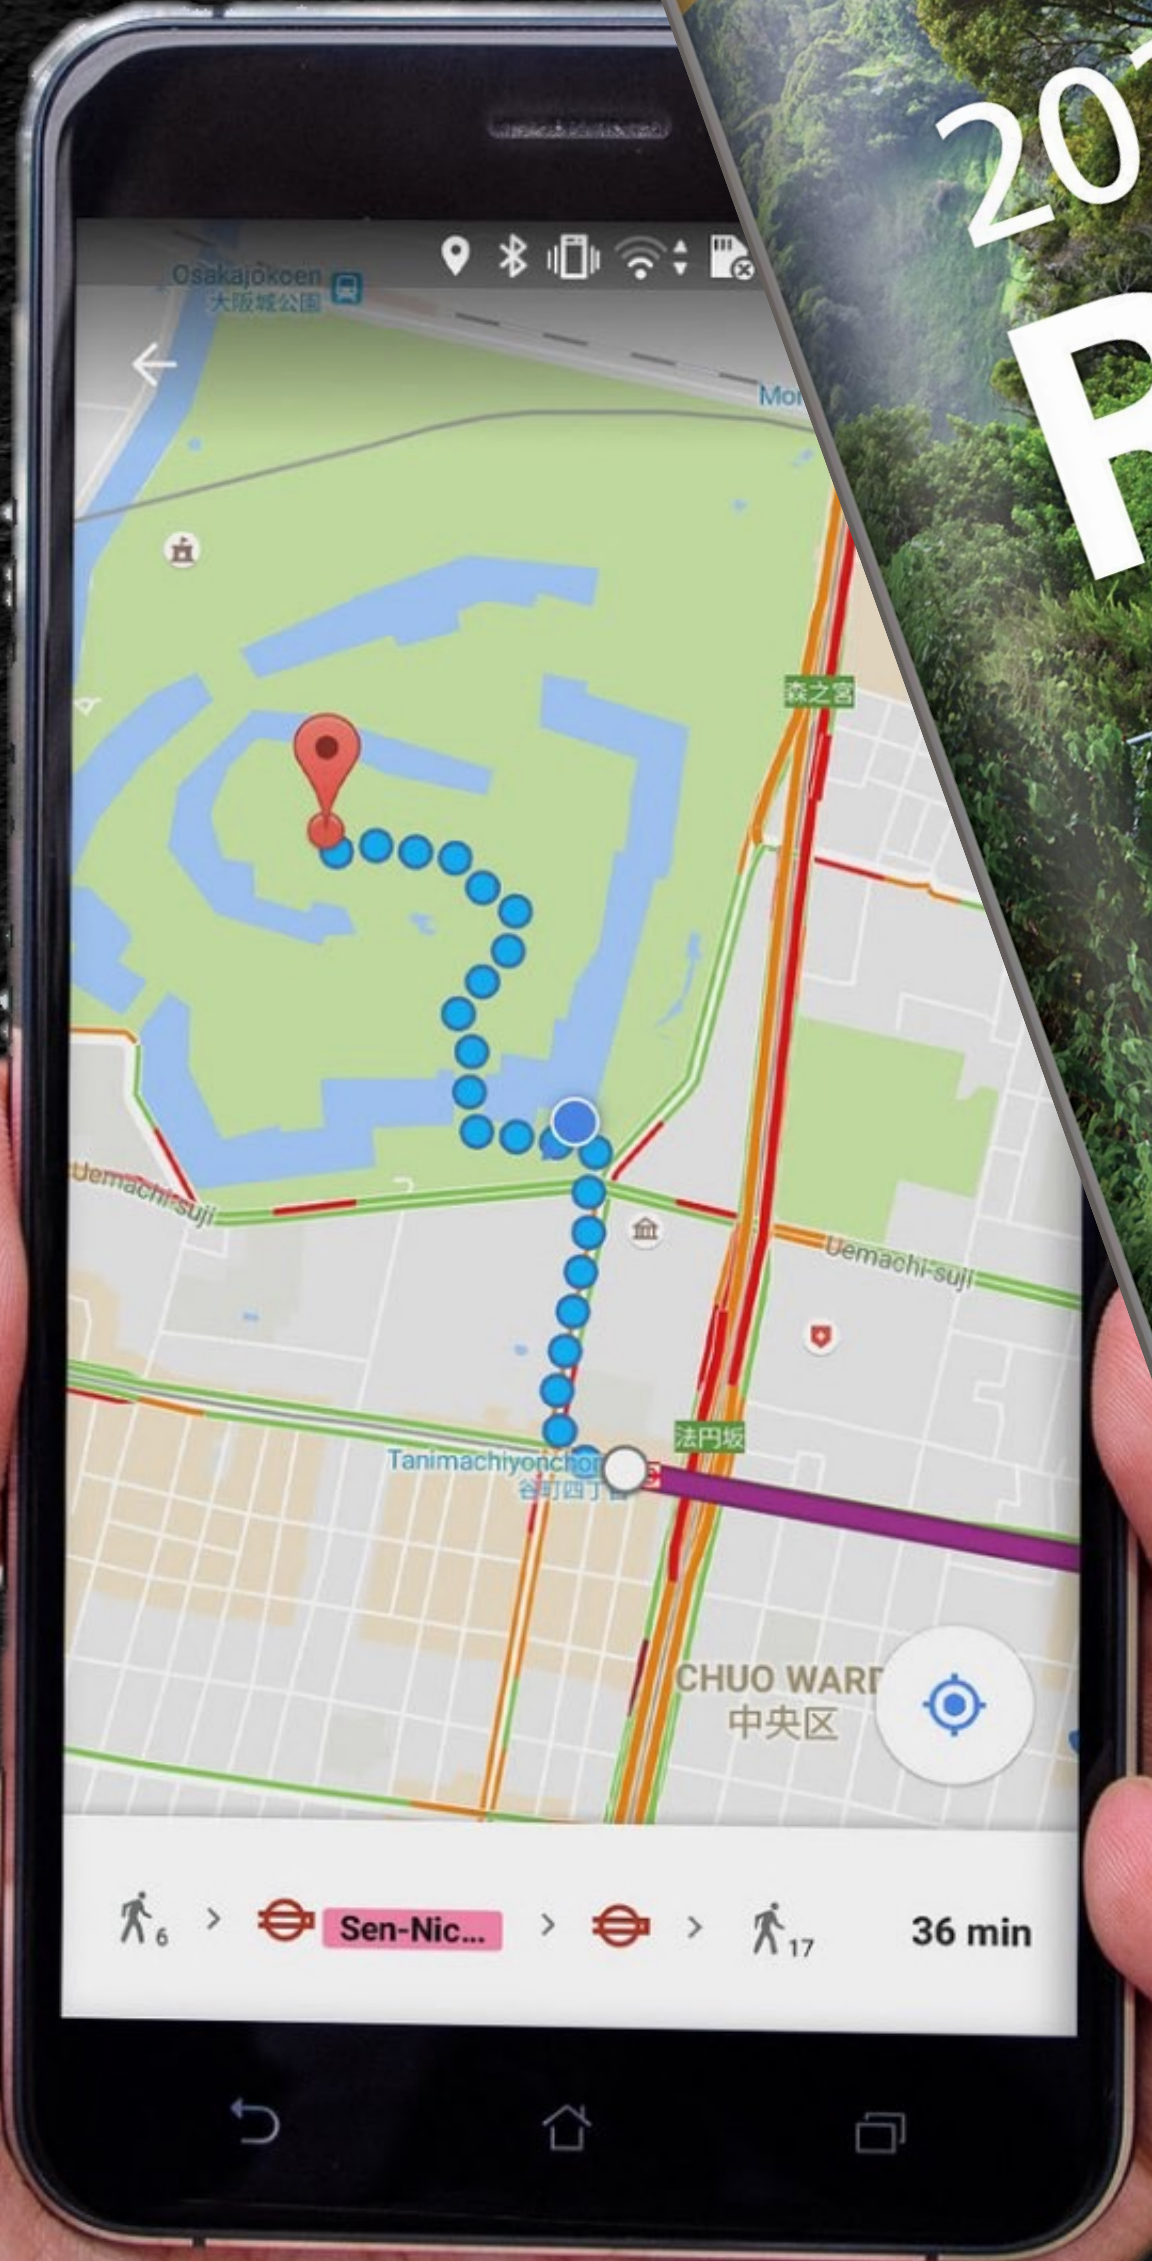 201
R
Osakajokoen
大阪城公園
Mor
森之宮
Uemachi-suji
Uemachi-suji
法円坂
Tanimachiyonchom
谷町四丁目
CHUO WARD
中央区
6 > Sen-Nic... > > 17 36 min